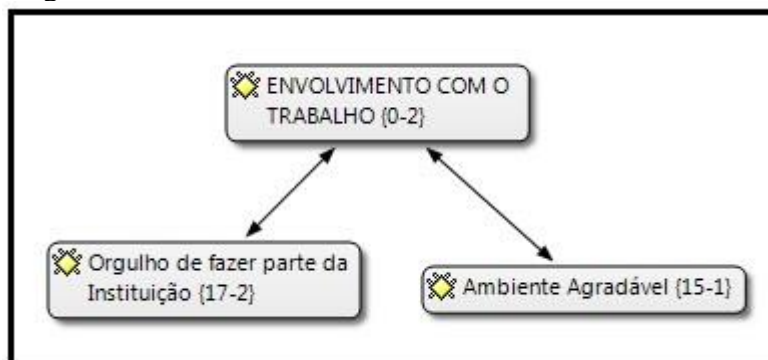 ENVOLVIMENTO COM O
TRABALHO {0-2}
Orgulho de fazer parte da
Instituição {17-2}
Ambiente Agradável {15-1}